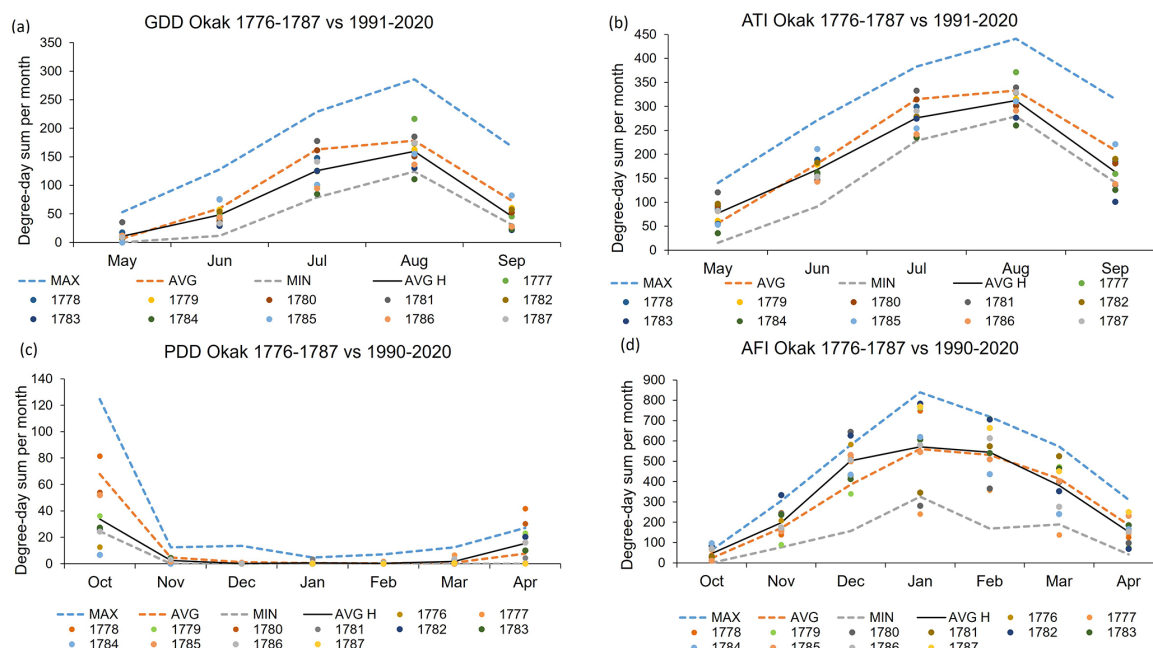 (a)
GDD Okak 1776-1787 vs 1991-2020
Degree-day sum per month
350
300
250
200
150
100
50
0
May Jun Jul Aug Sep
MAX AVG MIN AVG H 1777
1778 1779 1780 1781 1782
1783 1784 1785 1786 1787
(b)
ATI Okak 1776-1787 vs 1991-2020
Degree-day sum per month
450
400
350
300
250
200
150
100
50
0
May Jun Jul Aug Sep
MAX AVG MIN AVG H 1777
1778 1779 1780 1781 1782
1783 1784 1785 1786 1787
(c)
PDD Okak 1776-1787 vs 1990-2020
Degree-day sum per month
140
120
100
80
60
40
20
0
Oct Nov Dec Jan Feb Mar Apr
MAX AVG MIN AVG H 1776 1777
1778 1779 1780 1781 1782 1783
1784 1785 1786 1787
(d)
AFI Okak 1776-1787 vs 1990-2020
Degree-day sum per month
900
800
700
600
500
400
300
200
100
0
Oct Nov Dec Jan Feb Mar Apr
MAX AVG MIN AVG H 1776 1777
1778 1779 1780 1781 1782 1783
1784 1785 1786 1787